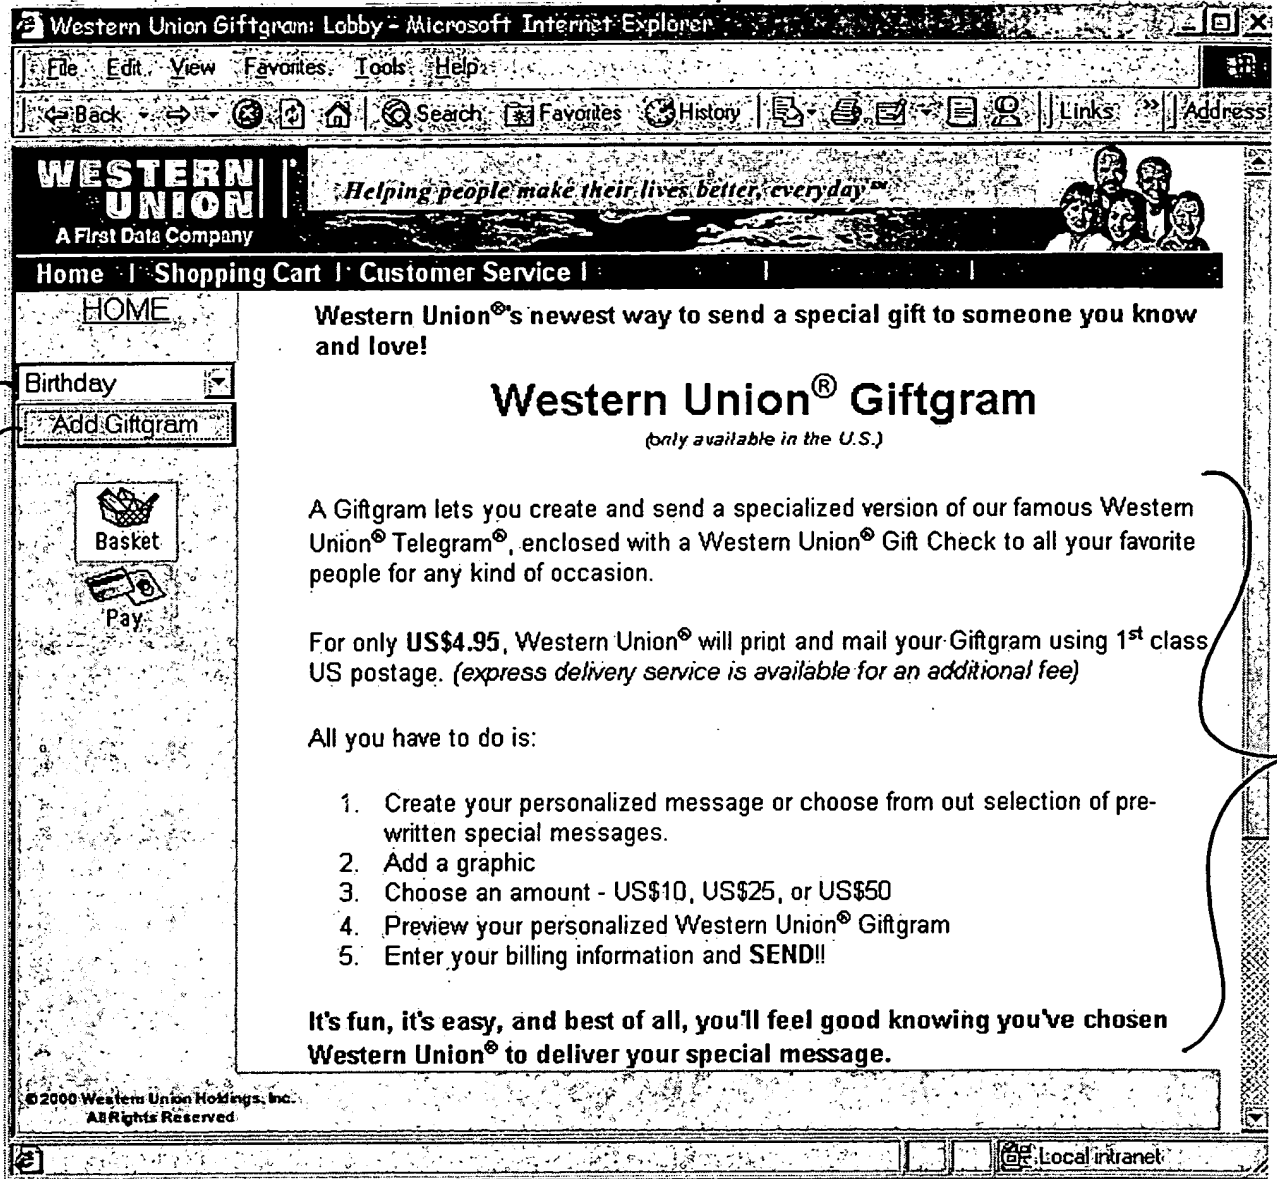 Western Union Giftgram: Lobby - Microsoft Internet Explorer
File Edit View Favorites Tools Help
Back Search Favorites History Links » Address
WESTERN
UNION
A First Data Company
Helping people make their lives better, everyday℠
Home | Shopping Cart | Customer Service |
HOME
Birthday
Add Giftgram
Basket
Pay
Western Union®'s newest way to send a special gift to someone you know
and love!
Western Union® Giftgram
(only available in the U.S.)
A Giftgram lets you create and send a specialized version of our famous Western
Union® Telegram®, enclosed with a Western Union® Gift Check to all your favorite
people for any kind of occasion.
For only US$4.95, Western Union® will print and mail your Giftgram using 1st class
US postage. (express delivery service is available for an additional fee)
All you have to do is:
1. Create your personalized message or choose from out selection of pre-
written special messages.
2. Add a graphic
3. Choose an amount - US$10, US$25, or US$50
4. Preview your personalized Western Union® Giftgram
5. Enter your billing information and SEND!!
It's fun, it's easy, and best of all, you'll feel good knowing you've chosen
Western Union® to deliver your special message.
©2000 Western Union Holdings, Inc.
All Rights Reserved
Local intranet